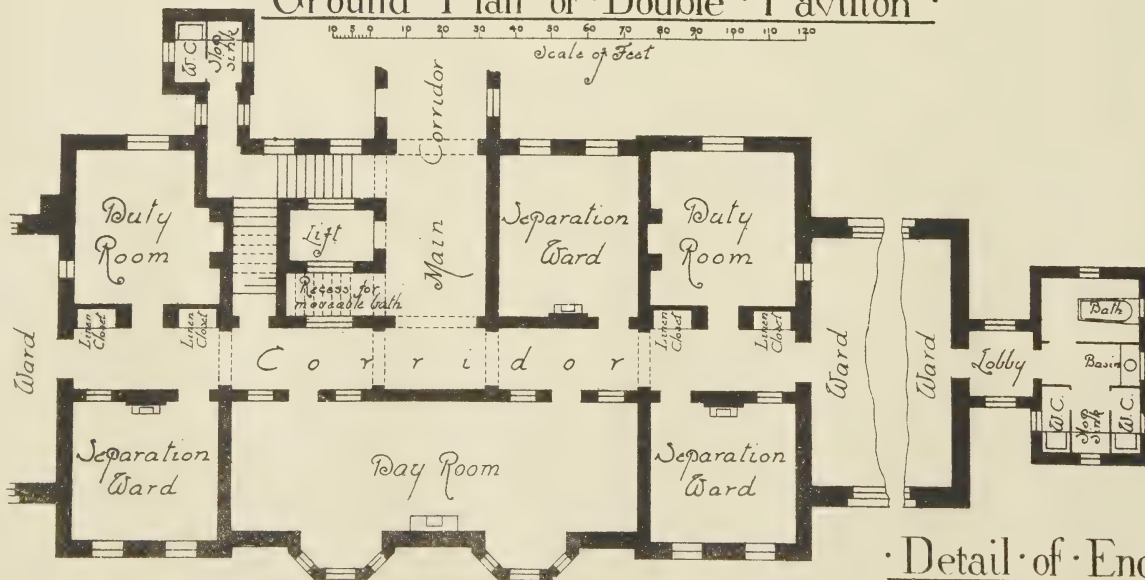 Ground Plan of Double Pavilion ·
10 5 0 10 20 30 40 50 60 70 80 90 100 110 120
Scale of Feet
W.C.
Slop
Sink
Main Corridor
Duty
Room
Lift
Recess for
moveable bath
Separation
Ward
Duty
Room
Linen
Closet
Linen
Closet
Linen
Closet
Linen
Closet
Ward
Corridor
Ward
Ward
Lobby
Bath
Basin
W.C.
Slop
Sink
W.C.
Separation
Ward
Day Room
Separation
Ward
· Detail · of · End